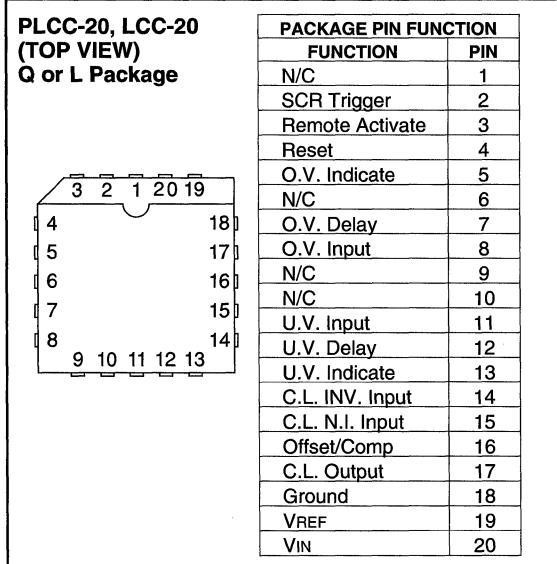 PLCC-20, LCC-20
(TOP VIEW)
Q or L Package
3 2 1 20 19
4 18
5 17
6 16
7 15
8 14
9 10 11 12 13
PACKAGE PIN FUNCTION
FUNCTION PIN
N/C 1
SCR Trigger 2
Remote Activate 3
Reset 4
O.V. Indicate 5
N/C 6
O.V. Delay 7
O.V. Input 8
N/C 9
N/C 10
U.V. Input 11
U.V. Delay 12
U.V. Indicate 13
C.L. INV. Input 14
C.L. N.I. Input 15
Offset/Comp 16
C.L. Output 17
Ground 18
VREF 19
VIN 20